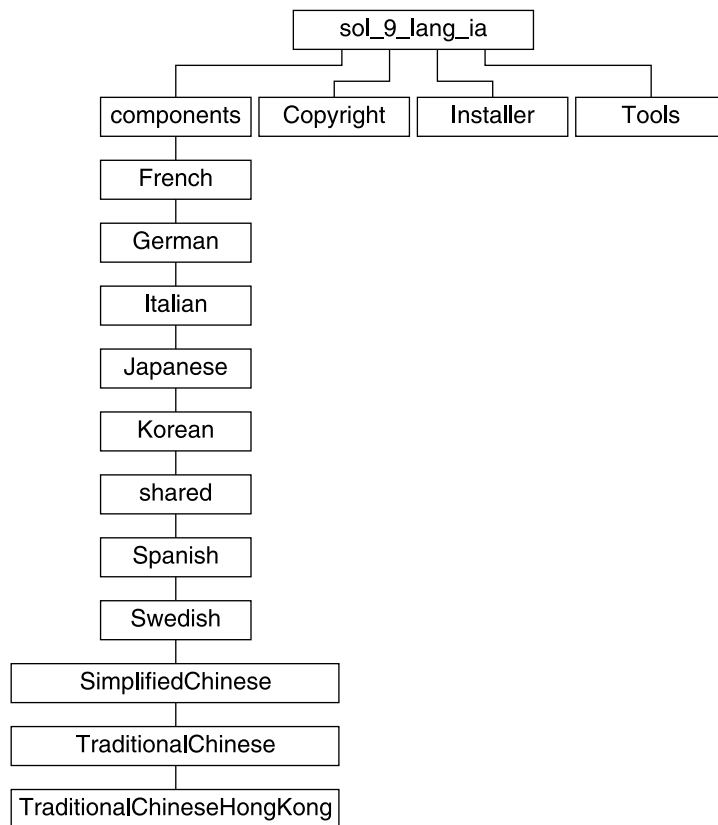 sol_9_lang_ia
components
Copyright
Installer
Tools
French
German
Italian
Japanese
Korean
shared
Spanish
Swedish
SimplifiedChinese
TraditionalChinese
TraditionalChineseHongKong